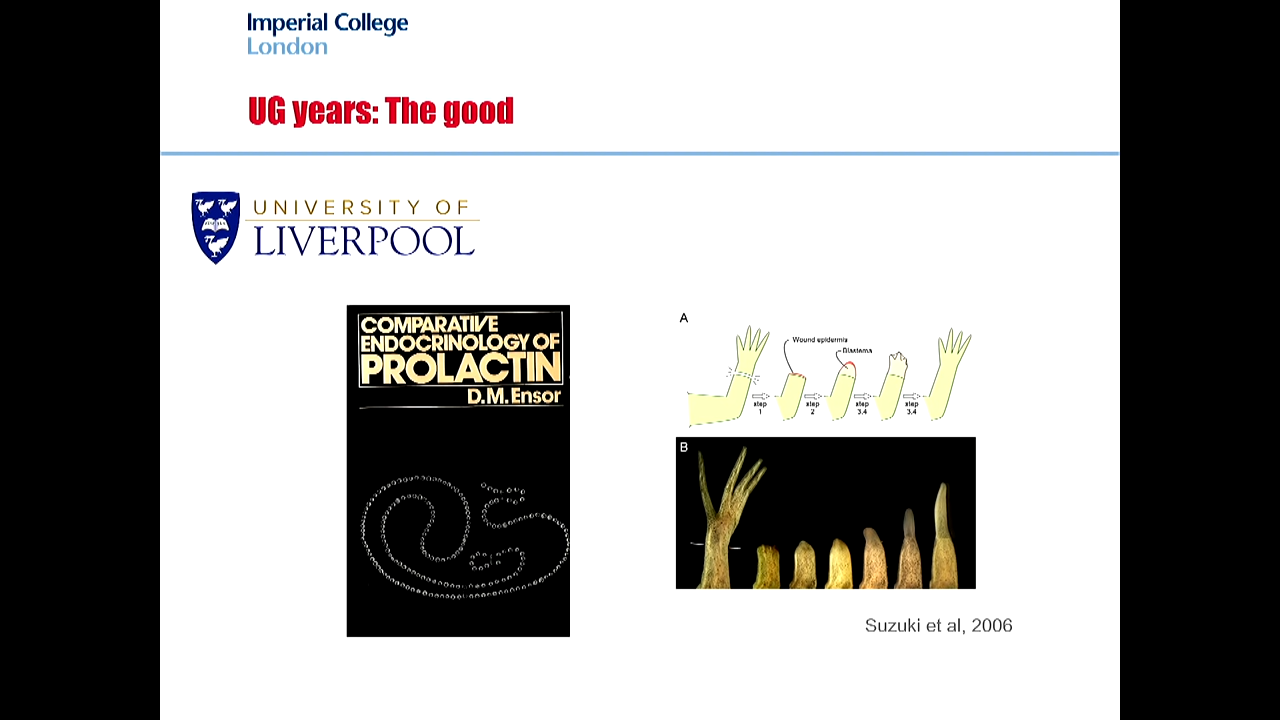 Imperial College
London
UG years: The good
UNIVERSITY OF
LIVERPOOL
COMPARATIVE
ENDOCRINOLOGY OF
PROLACTIN
D.M. Ensor
A
Wound epidermis
Blastema
step
1
step
2
step
3.4
step
3.4
B
Suzuki et al, 2006